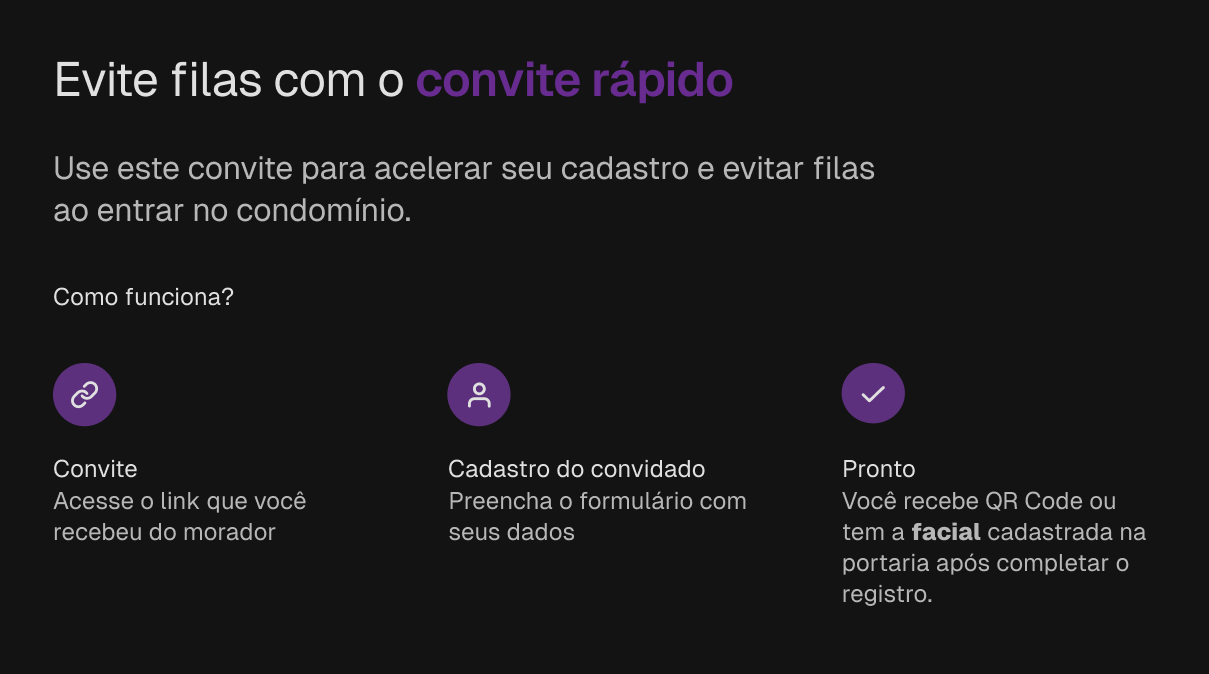 Evite filas com o convite rápido
Use este convite para acelerar seu cadastro e evitar filas
ao entrar no condomínio.
Como funciona?
Convite
Acesse o link que você
recebeu do morador
Cadastro do convidado
Preencha o formulário com
seus dados
Pronto
Você recebe QR Code ou
tem a facial cadastrada na
portaria após completar o
registro.